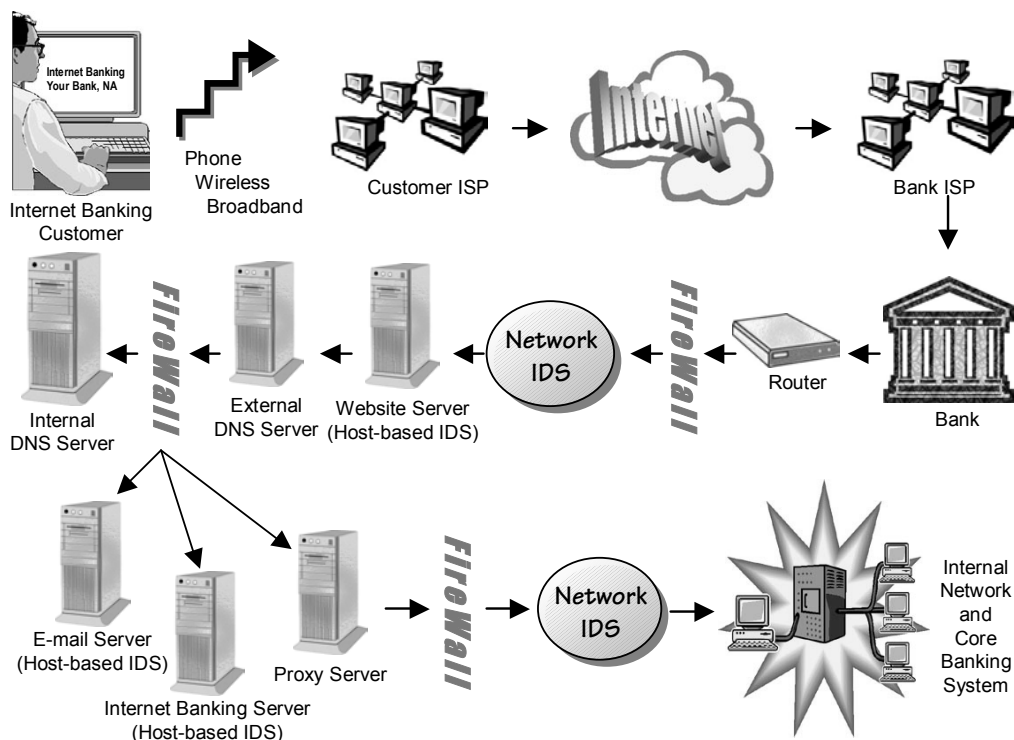 Internet Banking
Your Bank, NA
Phone
Wireless
Broadband
Customer ISP
Internet
Bank ISP
Internet Banking
Customer
Internal
DNS Server
FireWall
External
DNS Server
Website Server
(Host-based IDS)
Network
IDS
FireWall
Router
Bank
E-mail Server
(Host-based IDS)
Internet Banking Server
(Host-based IDS)
Proxy Server
FireWall
Network
IDS
Internal
Network
and
Core
Banking
System